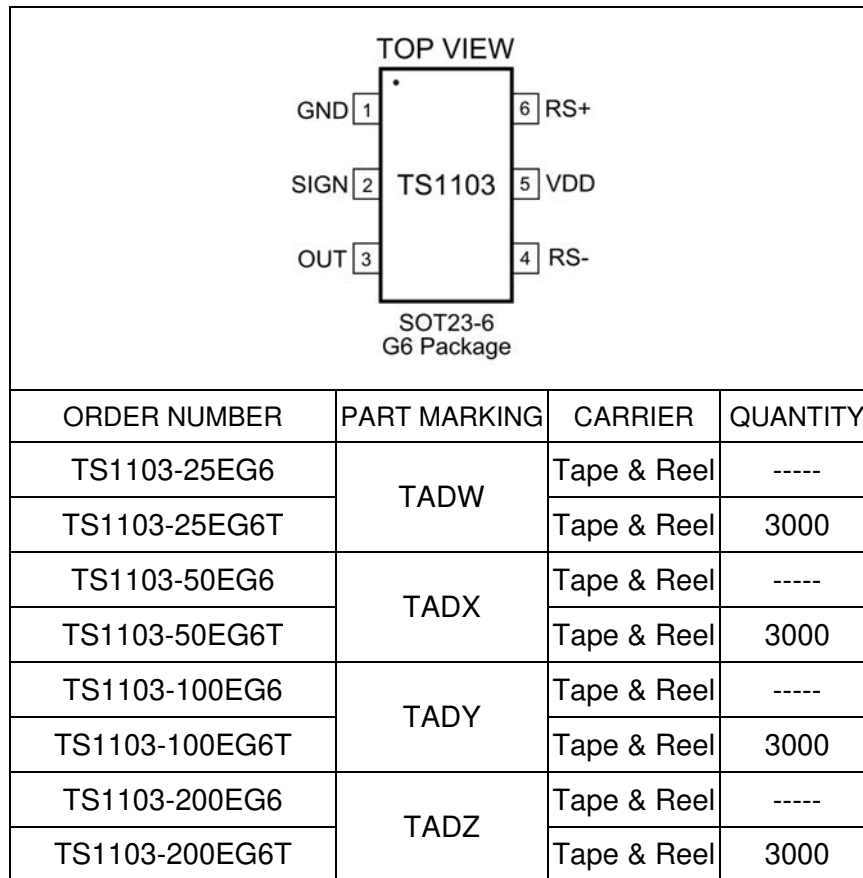 TOP VIEW
GND 1 6 RS+
SIGN 2 TS1103 5 VDD
OUT 3 4 RS-
SOT23-6
G6 Package
ORDER NUMBER PART MARKING CARRIER QUANTITY
TS1103-25EG6 TADW Tape & Reel -----
TS1103-25EG6T Tape & Reel 3000
TS1103-50EG6 TADX Tape & Reel -----
TS1103-50EG6T Tape & Reel 3000
TS1103-100EG6 TADY Tape & Reel -----
TS1103-100EG6T Tape & Reel 3000
TS1103-200EG6 TADZ Tape & Reel -----
TS1103-200EG6T Tape & Reel 3000